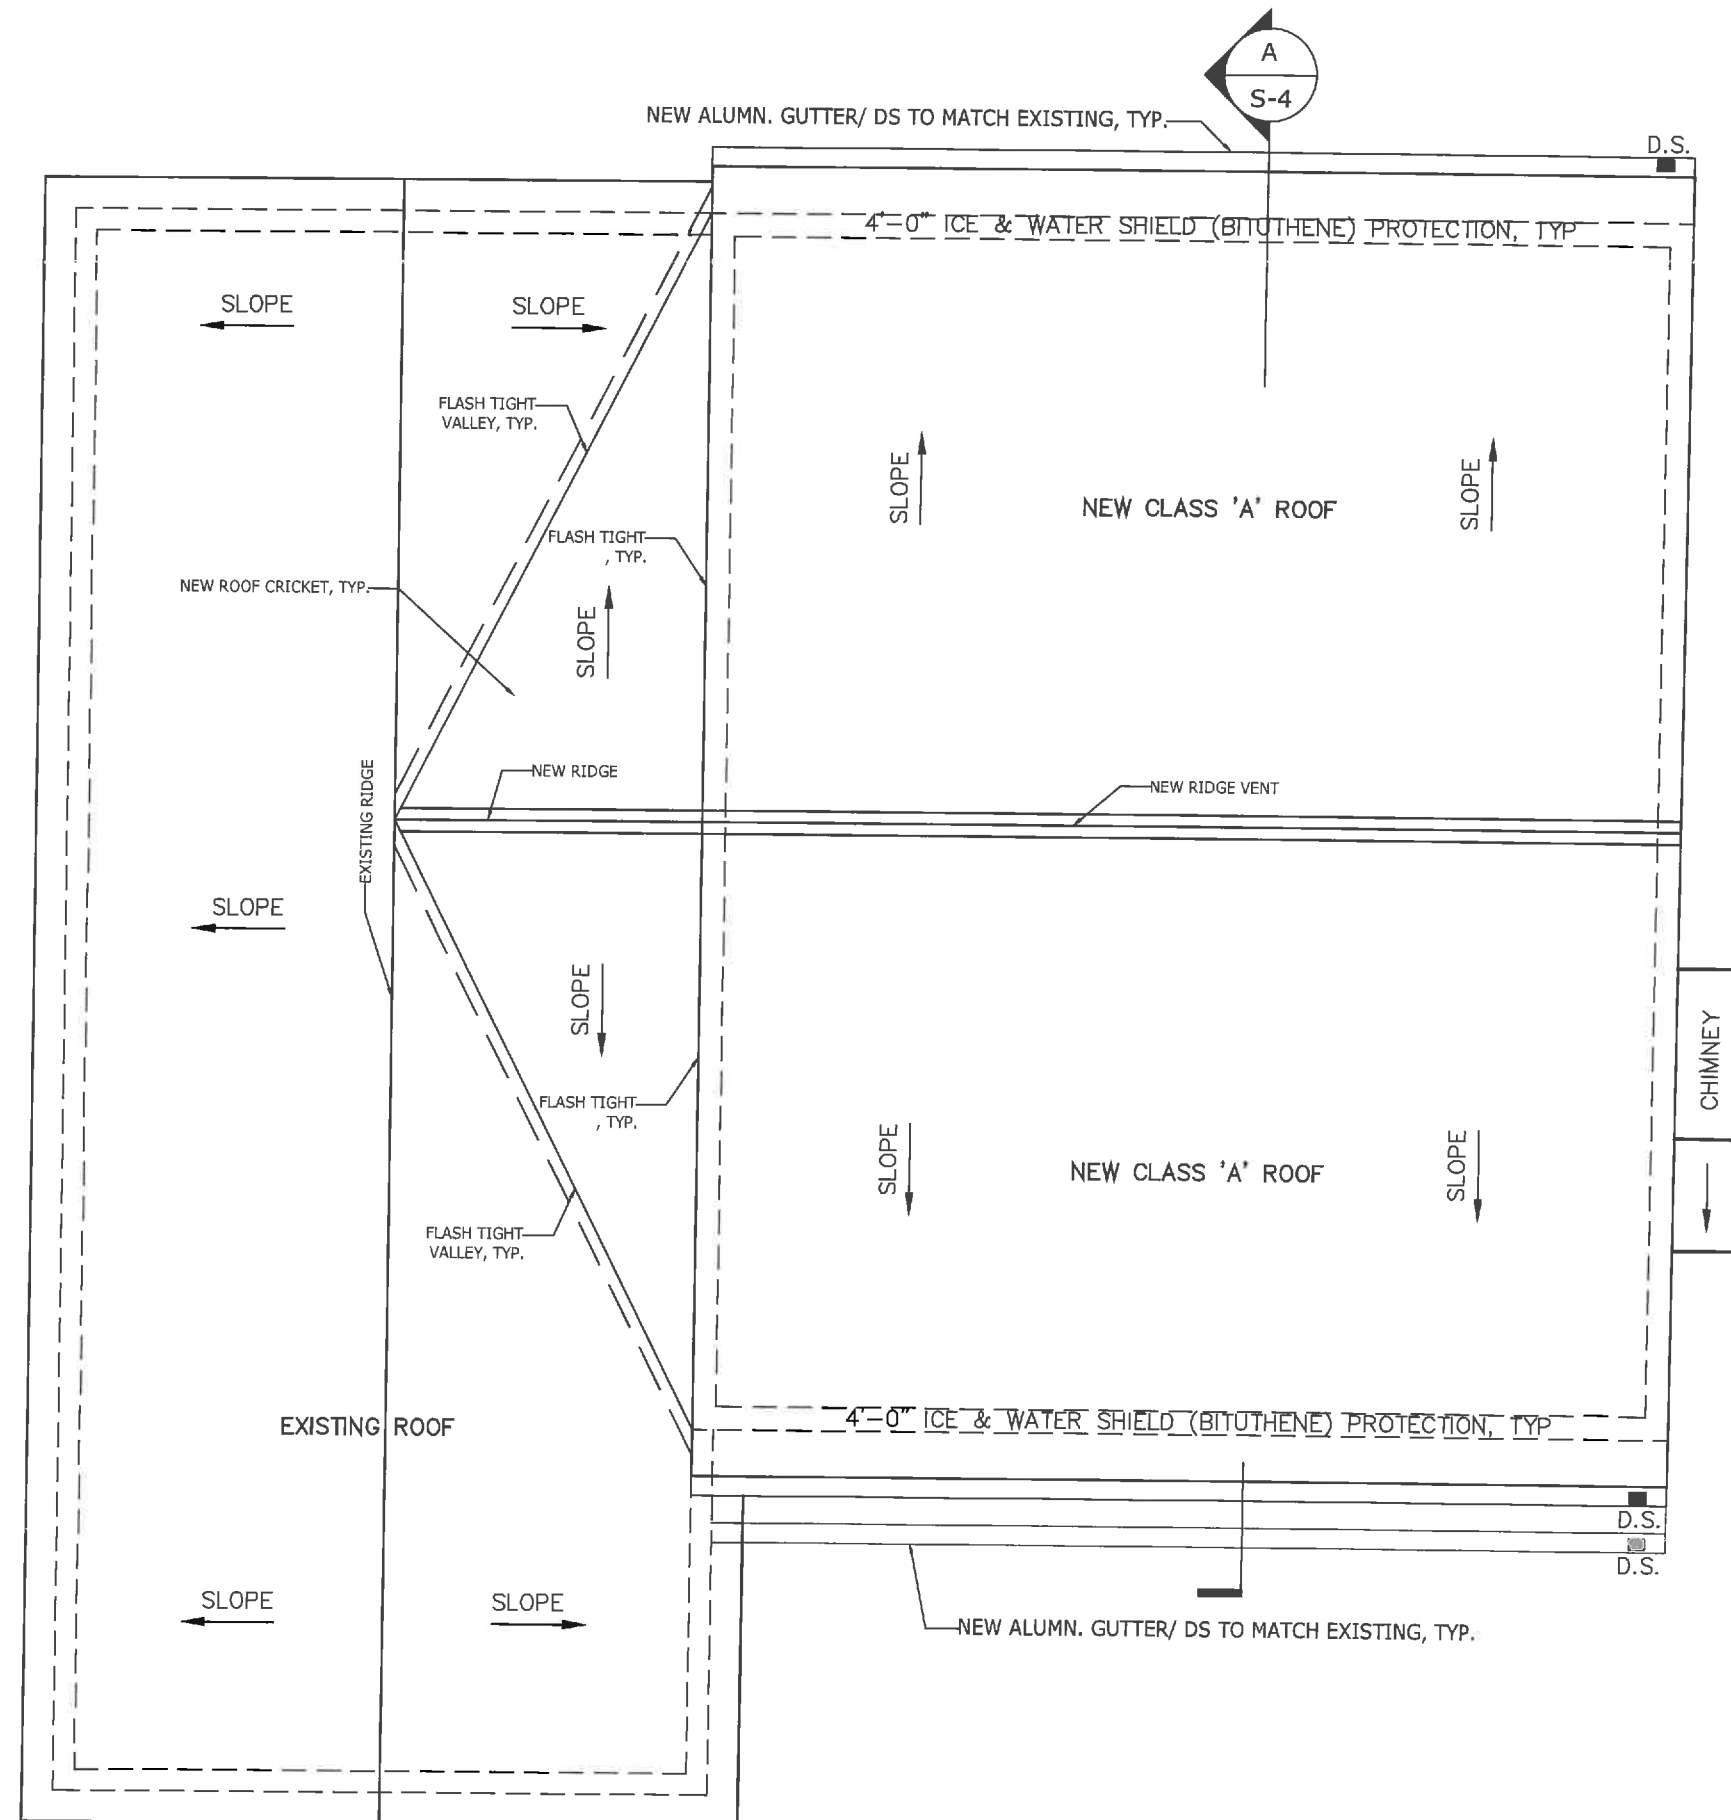 A
S-4
NEW ALUMN. GUTTER/ DS TO MATCH EXISTING, TYP.
D.S.
4'-0" ICE & WATER SHIELD (BITUTHENE) PROTECTION, TYP
SLOPE
SLOPE
FLASH TIGHT
VALLEY, TYP.
SLOPE
SLOPE
NEW CLASS 'A' ROOF
FLASH TIGHT
, TYP.
NEW ROOF CRICKET, TYP.
SLOPE
NEW RIDGE
NEW RIDGE VENT
EXISTING RIDGE
SLOPE
SLOPE
CHIMNEY
FLASH TIGHT
, TYP.
SLOPE
SLOPE
NEW CLASS 'A' ROOF
FLASH TIGHT
VALLEY, TYP.
EXISTING ROOF
4'-0" ICE & WATER SHIELD (BITUTHENE) PROTECTION, TYP
D.S.
D.S.
SLOPE
SLOPE
NEW ALUMN. GUTTER/ DS TO MATCH EXISTING, TYP.